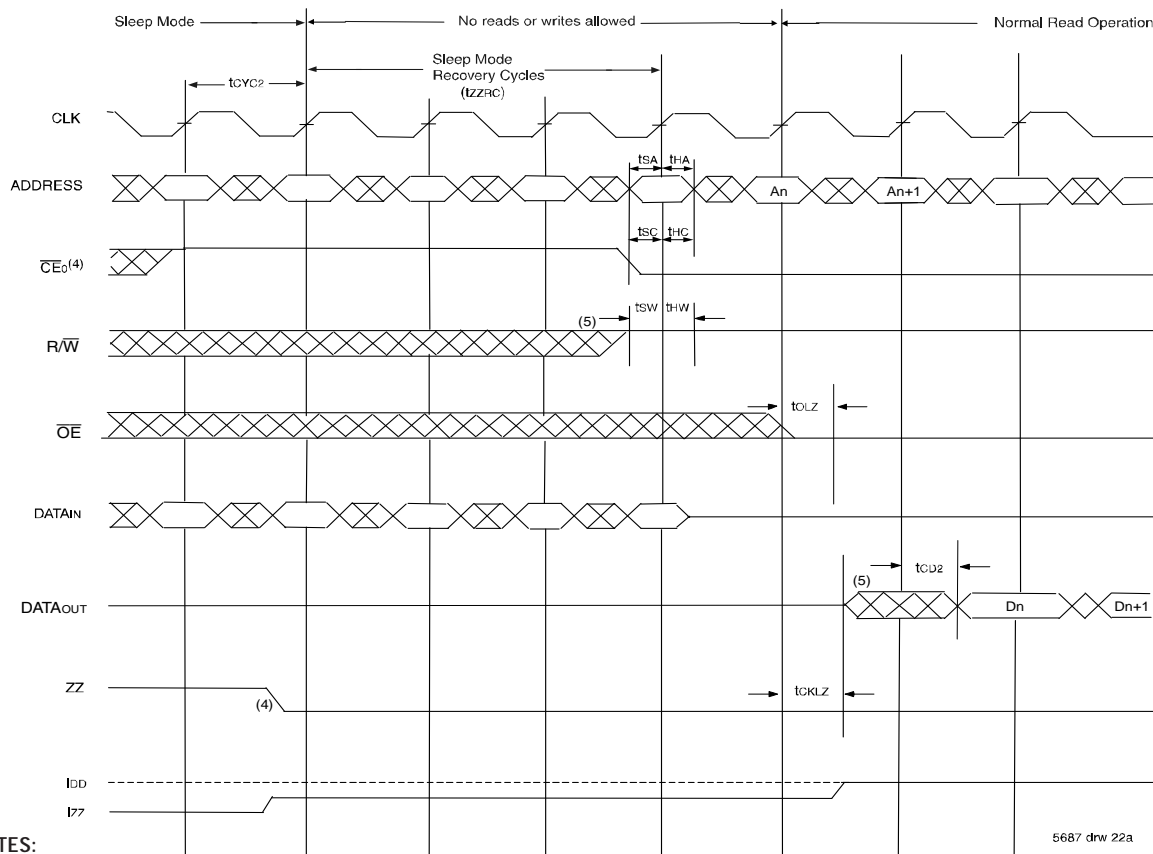 Sleep Mode No reads or writes allowed Normal Read Operation
Sleep Mode
Recovery Cycles
(tZZRC)
tCYC2
CLK
tSA tHA
ADDRESS An An+1
tSC tHC
CE0(4)
tSW tHW
(5)
R/W
tOLZ
OE
DATAIN
tCD2
(5)
DATAOUT Dn Dn+1
ZZ
(4)
tCKLZ
IDD
IZZ
5687 drw 22a
TES: